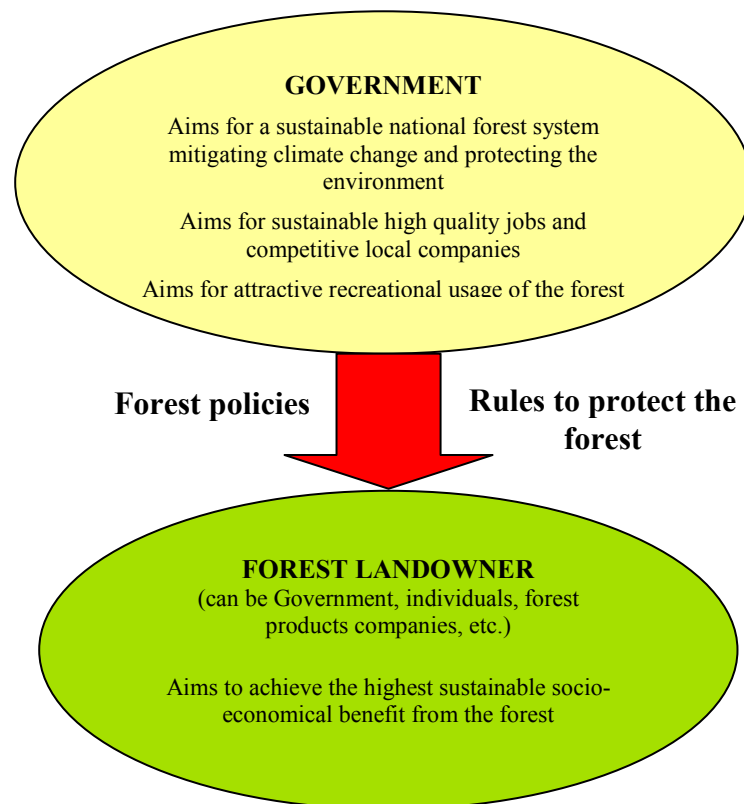 GOVERNMENT
Aims for a sustainable national forest system
mitigating climate change and protecting the
environment
Aims for sustainable high quality jobs and
competitive local companies
Aims for attractive recreational usage of the forest
Forest policies
Rules to protect the
forest
FOREST LANDOWNER
(can be Government, individuals, forest
products companies, etc.)
Aims to achieve the highest sustainable socio-
economical benefit from the forest